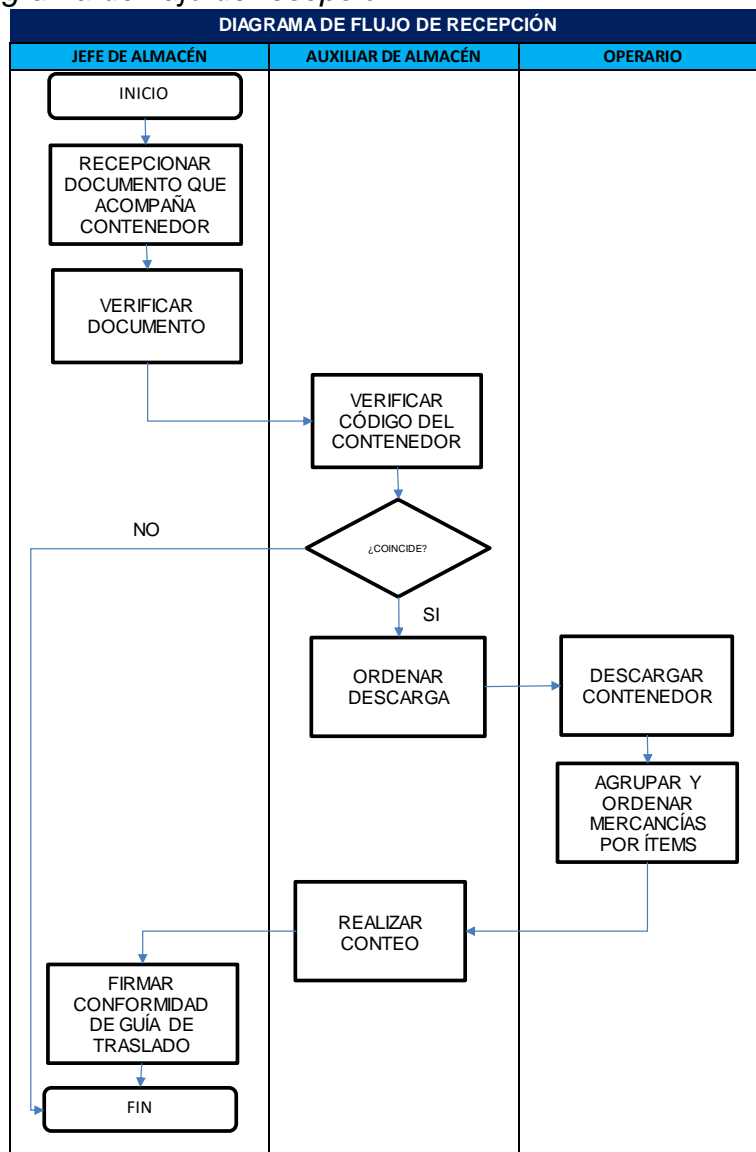 DIAGRAMA DE FLUJO DE RECEPCIÓN
JEFE DE ALMACÉN
AUXILIAR DE ALMACÉN
OPERARIO
INICIO
RECEPCIONAR
DOCUMENTO QUE
ACOMPAÑA
CONTENEDOR
VERIFICAR
DOCUMENTO
VERIFICAR
CÓDIGO DEL
CONTENEDOR
¿COINCIDE?
NO
SI
ORDENAR
DESCARGA
DESCARGAR
CONTENEDOR
AGRUPAR Y
ORDENAR
MERCANCÍAS
POR ÍTEMS
REALIZAR
CONTEO
FIRMAR
CONFORMIDAD
DE GUÍA DE
TRASLADO
FIN